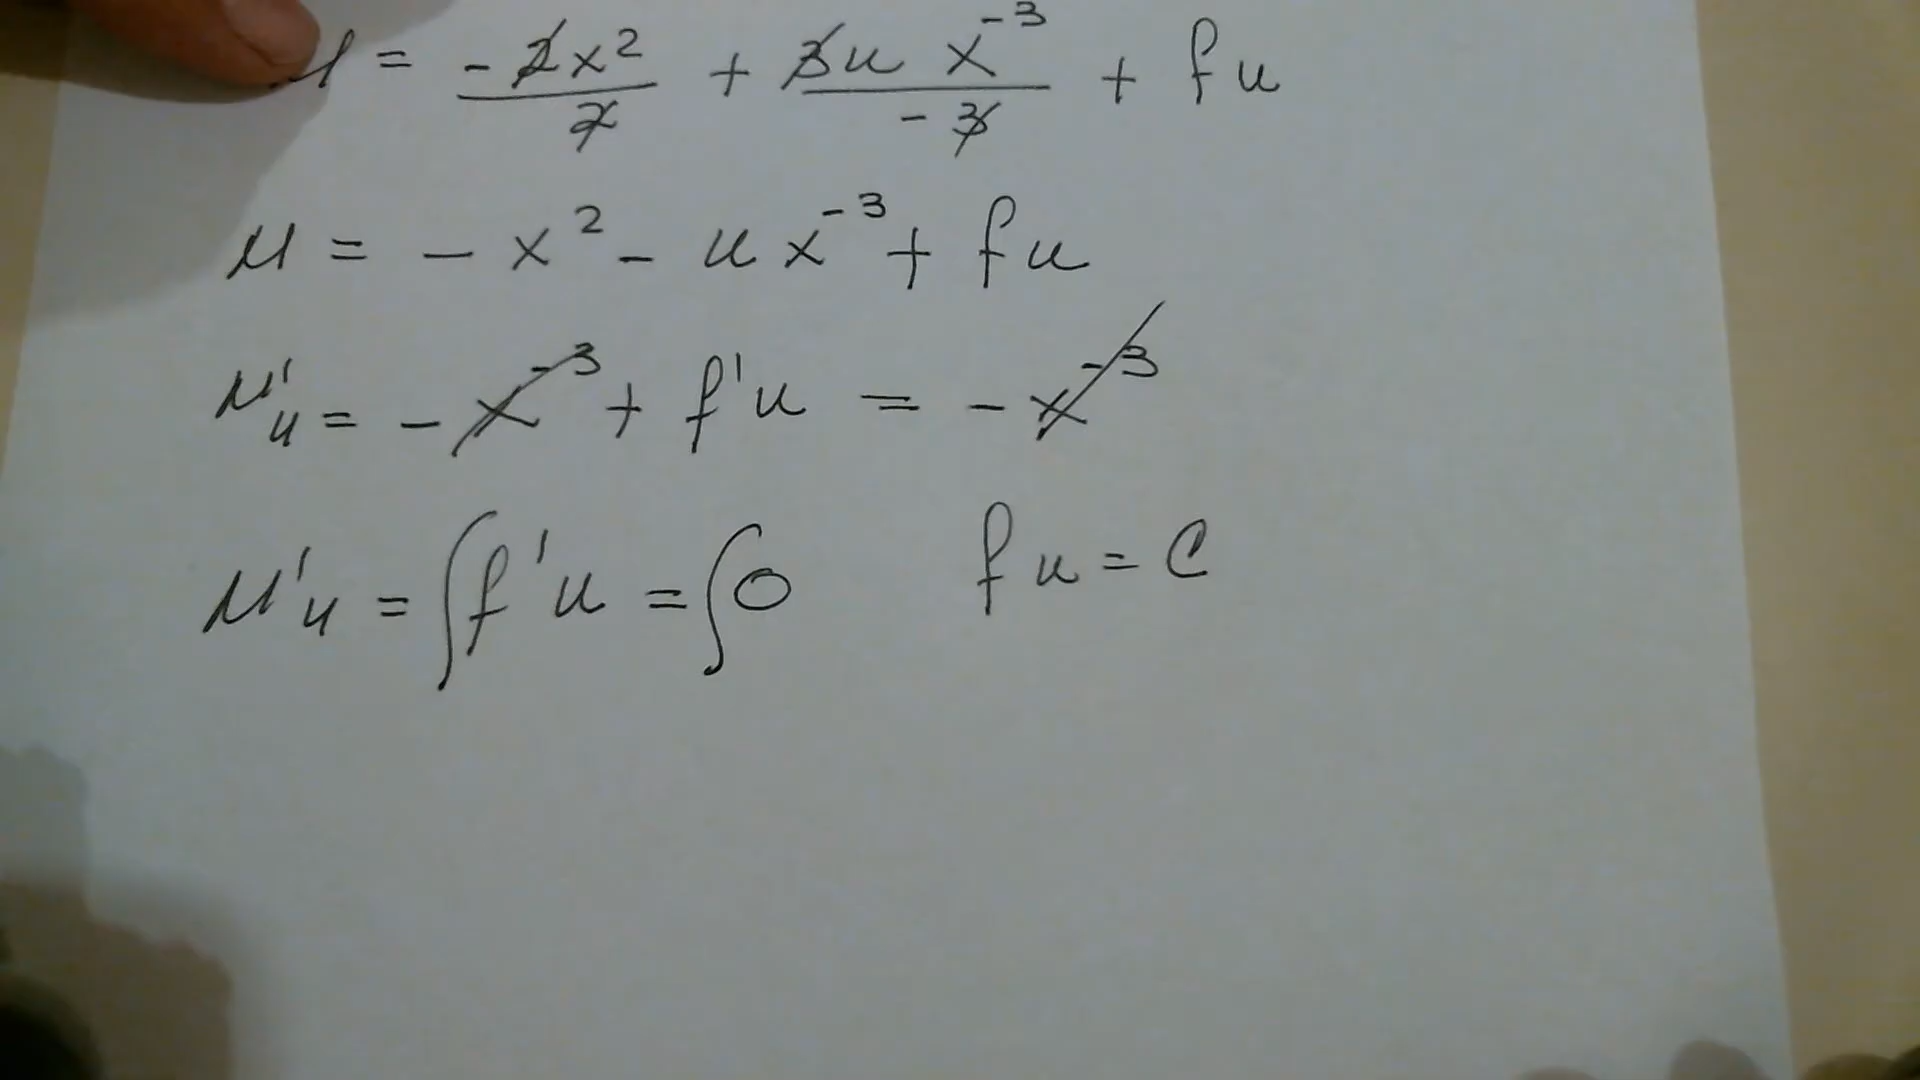 M = -2x²/2 + 3u x⁻³/-3 + fu
M = - x² - u x⁻³ + fu
M'u = - x⁻³ + f'u = - x⁻³
M'u = ∫f'u = ∫0 fu = C